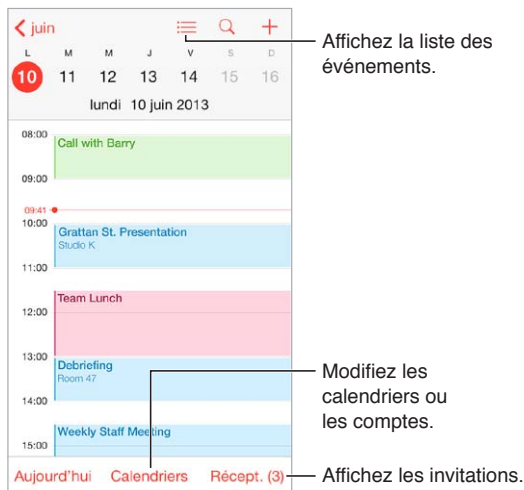 juin
L M M J V S D
10 11 12 13 14 15 16
lundi 10 juin 2013
Affichez la liste des
événements.
08:00
Call with Barry
09:00
09:41
10:00
Grattan St. Presentation
Studio K
11:00
Team Lunch
12:00
13:00
Debriefing
Room 47
14:00
Weekly Staff Meeting
15:00
Modifiez les
calendriers ou
les comptes.
Aujourd'hui Calendriers Récept. (3)
Affichez les invitations.